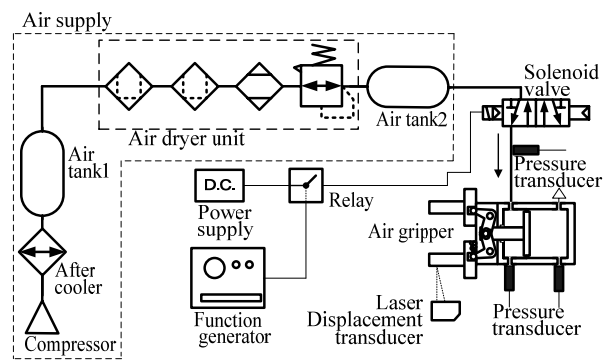 Air supply
Solenoid
valve
Air tank2
Air dryer unit
Air
tank1
Pressure
transducer
D.C.
Relay
Power
supply
Air gripper
After
cooler
Function
generator
Laser
Displacement
transducer
Pressure
transducer
Compressor